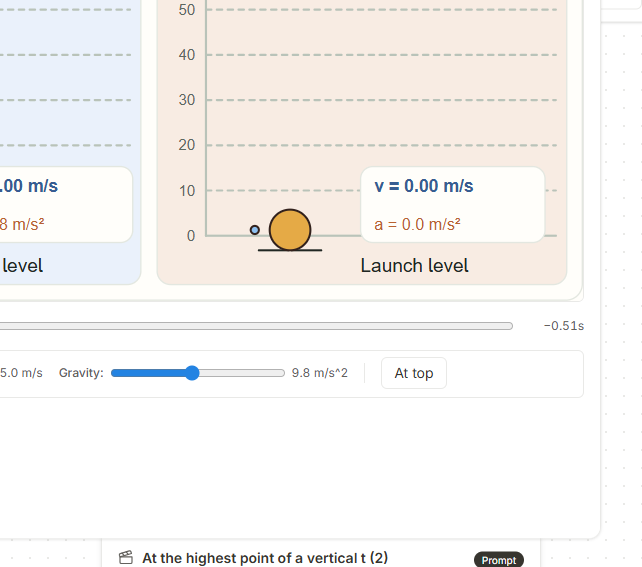 50
40
30
20
10
0
.00 m/s
8 m/s²
level
v = 0.00 m/s
a = 0.0 m/s²
Launch level
−0.51s
5.0 m/s Gravity: 9.8 m/s^2 At top
At the highest point of a vertical t (2) Prompt